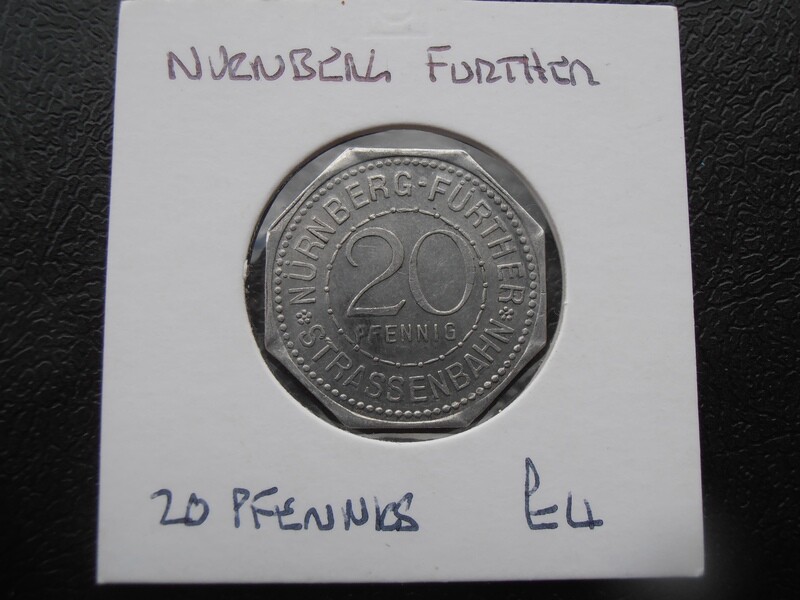 NURNBERG FURTHER
NÜRNBERG-FÜRTHER
20
PFENNIG
* STRASSENBAHN *
20 PFENNIGS £4